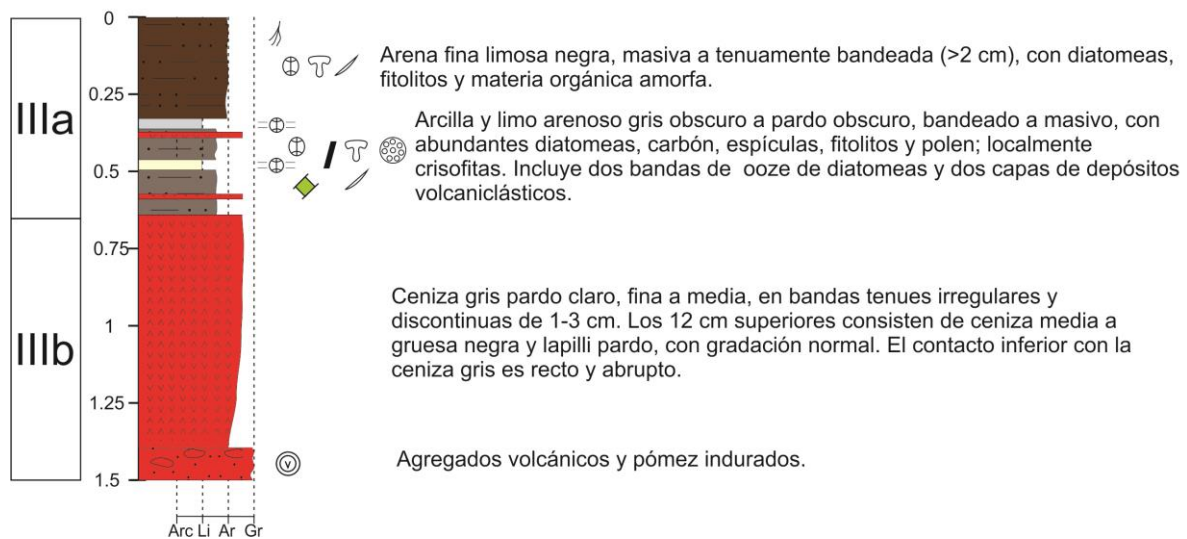 0
Arena fina limosa negra, masiva a tenuamente bandeada (>2 cm), con diatomeas,
fitolitos y materia orgánica amorfa.
0.25
IIIa
Arcilla y limo arenoso gris obscuro a pardo obscuro, bandeado a masivo, con
abundantes diatomeas, carbón, espículas, fitolitos y polen; localmente
crisofitas. Incluye dos bandas de ooze de diatomeas y dos capas de depósitos
volcaniclásticos.
0.5
0.75
Ceniza gris pardo claro, fina a media, en bandas tenues irregulares y
discontinuas de 1-3 cm. Los 12 cm superiores consisten de ceniza media a
gruesa negra y lapilli pardo, con gradación normal. El contacto inferior con la
ceniza gris es recto y abrupto.
1
IIIb
1.25
Agregados volcánicos y pómez indurados.
1.5
Arc Li Ar Gr